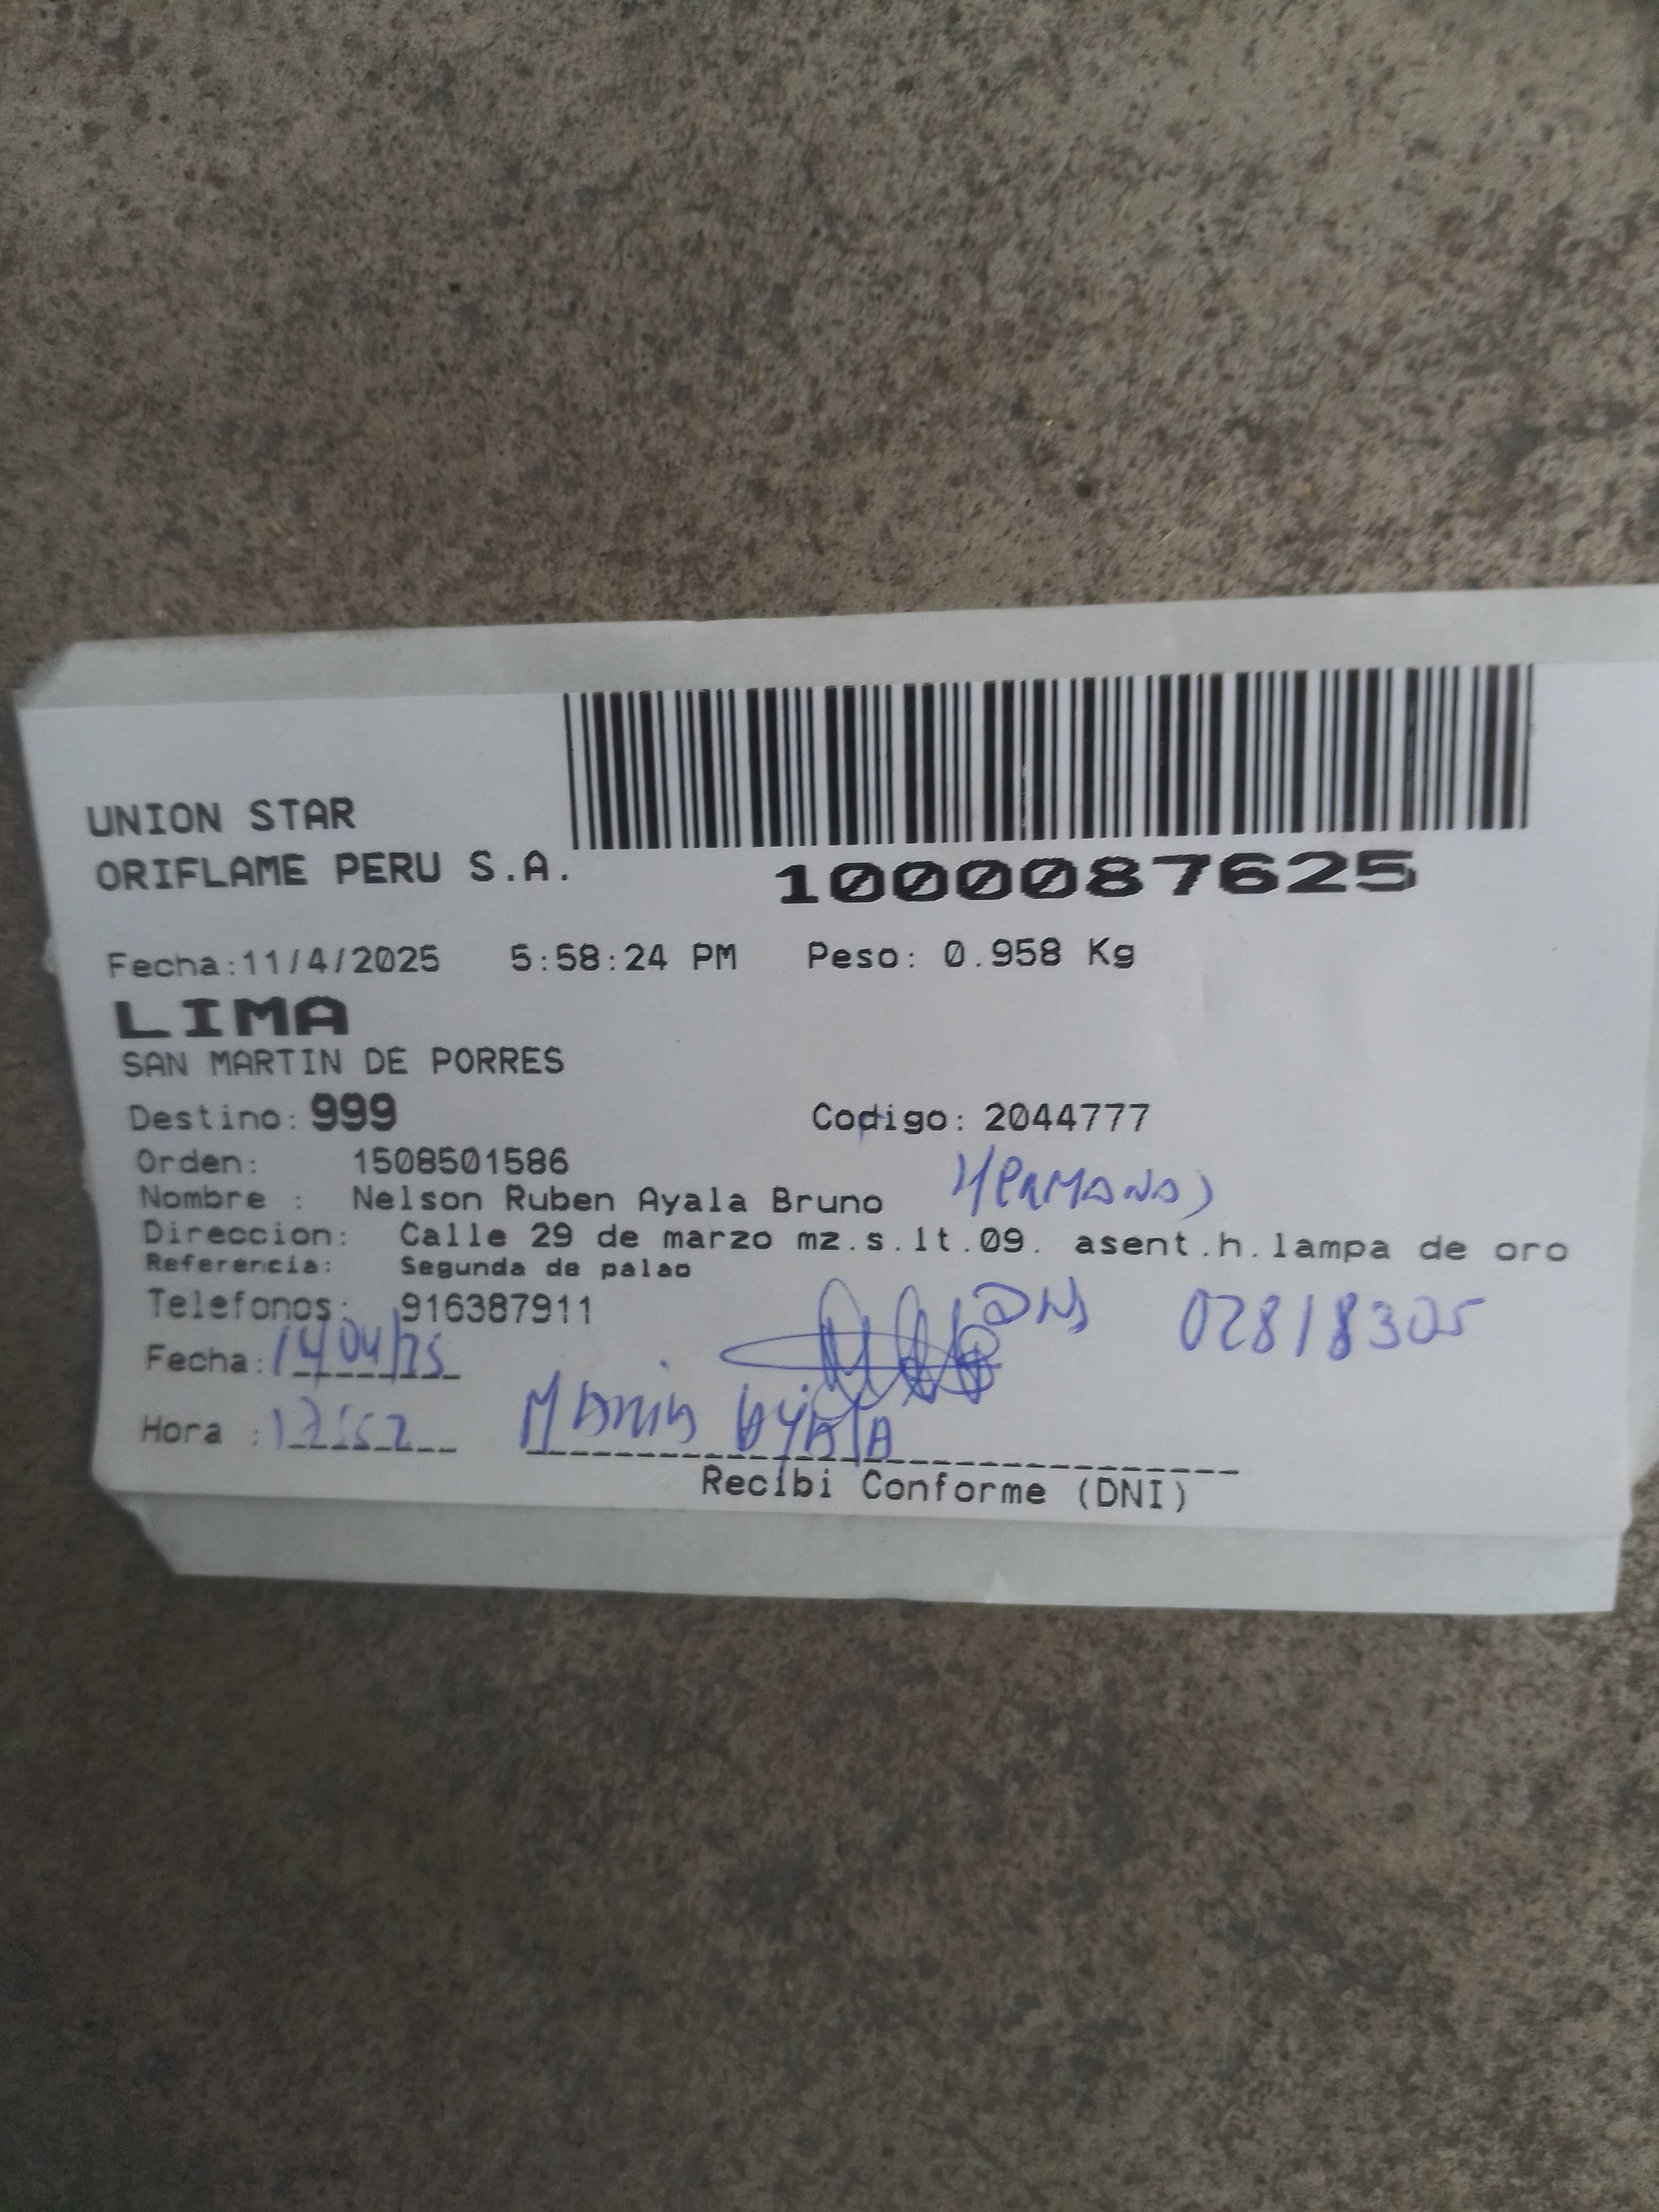 UNION STAR
ORIFLAME PERU S.A.
1000087625
Fecha:11/4/2025 5:58:24 PM Peso: 0.958 Kg
LIMA
SAN MARTIN DE PORRES
Destino: 999 Codigo: 2044777
Orden: 1508501586
Nombre : Nelson Ruben Ayala Bruno HERMANA)
Direccion: Calle 29 de marzo mz.s.lt.09. asent.h.lampa de oro
Referencia: Segunda de palao
Telefonos: 916387911
02818305
Fecha: 14/04/25
Hora :
MARIA AYALA
Recibi Conforme (DNI)